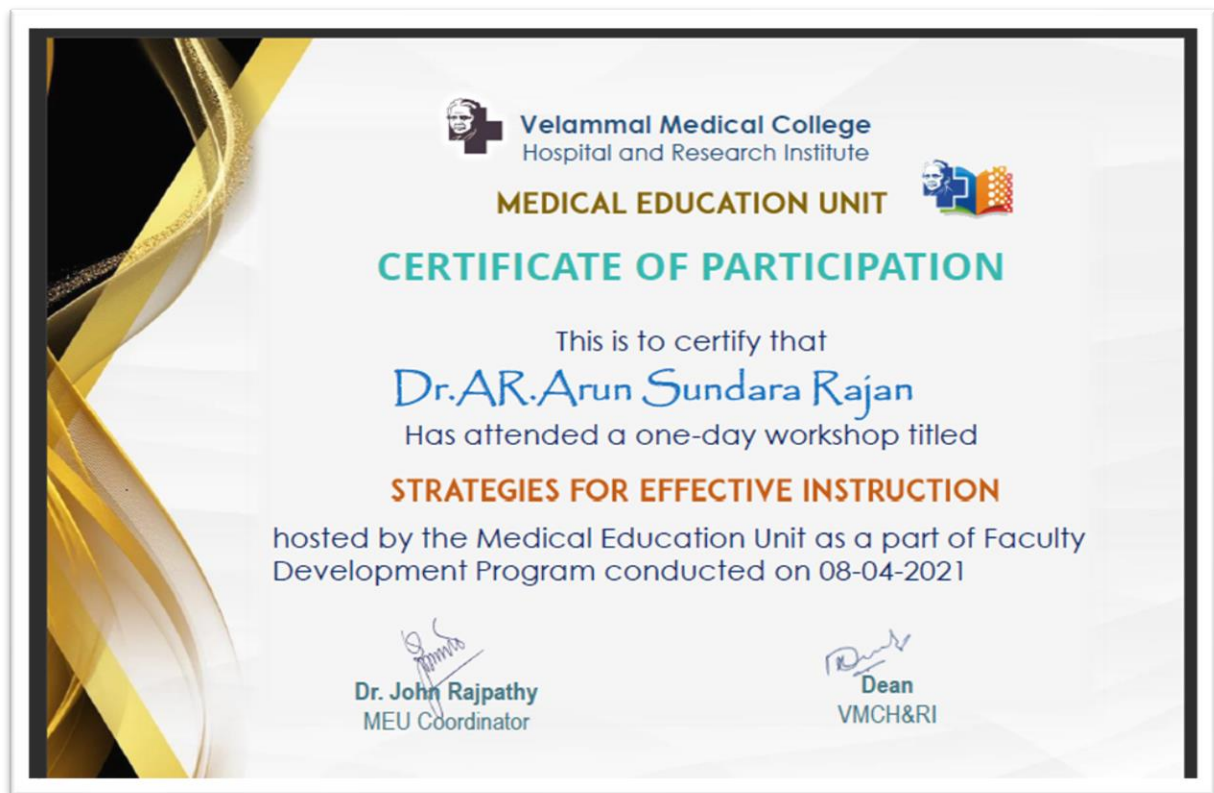 Velammal Medical College
Hospital and Research Institute
MEDICAL EDUCATION UNIT
CERTIFICATE OF PARTICIPATION
This is to certify that
Dr.AR.Arun Sundara Rajan
Has attended a one-day workshop titled
STRATEGIES FOR EFFECTIVE INSTRUCTION
hosted by the Medical Education Unit as a part of Faculty
Development Program conducted on 08-04-2021
Dr. John Rajpathy
MEU Coordinator
Dean
VMCH&RI